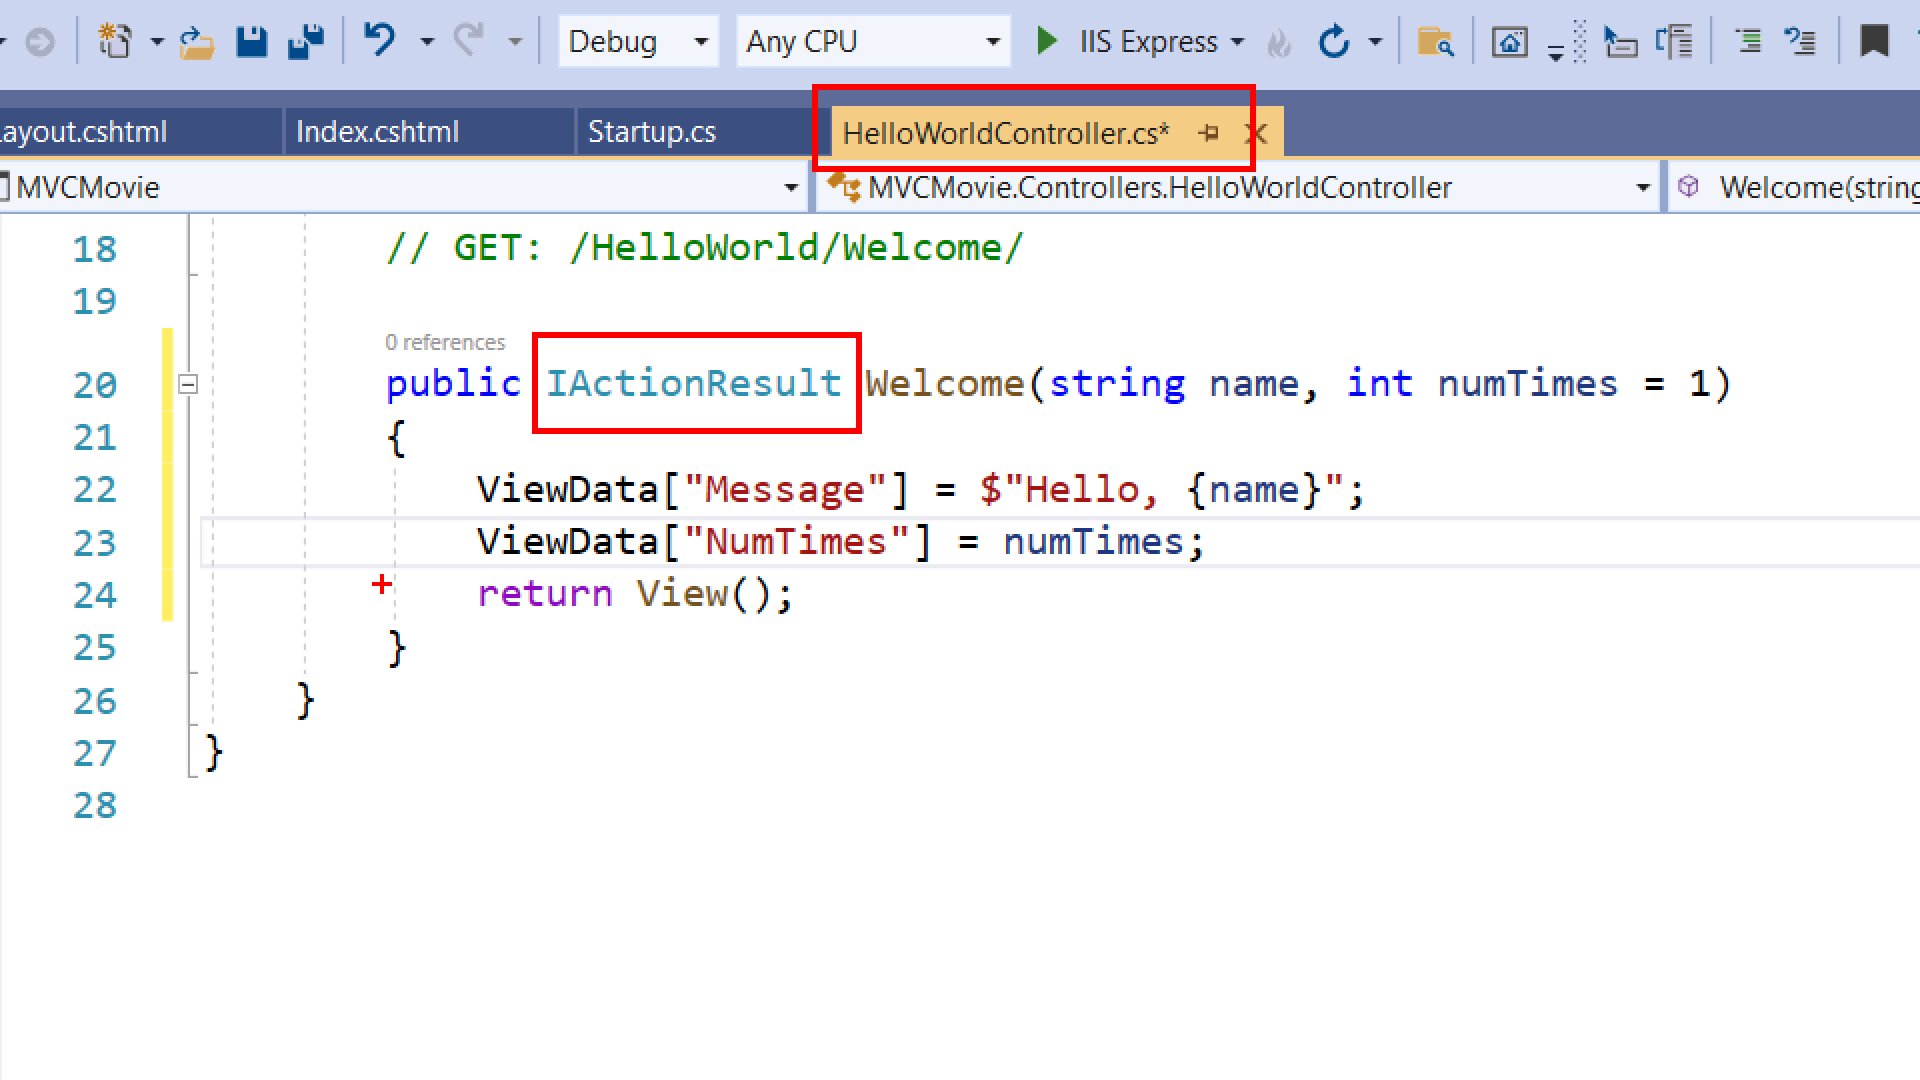 Debug Any CPU IIS Express
ayout.cshtml Index.cshtml Startup.cs HelloWorldController.cs*
MVCMovie MVCMovie.Controllers.HelloWorldController Welcome(string
18 // GET: /HelloWorld/Welcome/
19
0 references
20 public IActionResult Welcome(string name, int numTimes = 1)
21 {
22 ViewData["Message"] = $"Hello, {name}";
23 ViewData["NumTimes"] = numTimes;
24 return View();
25 }
26 }
27 }
28